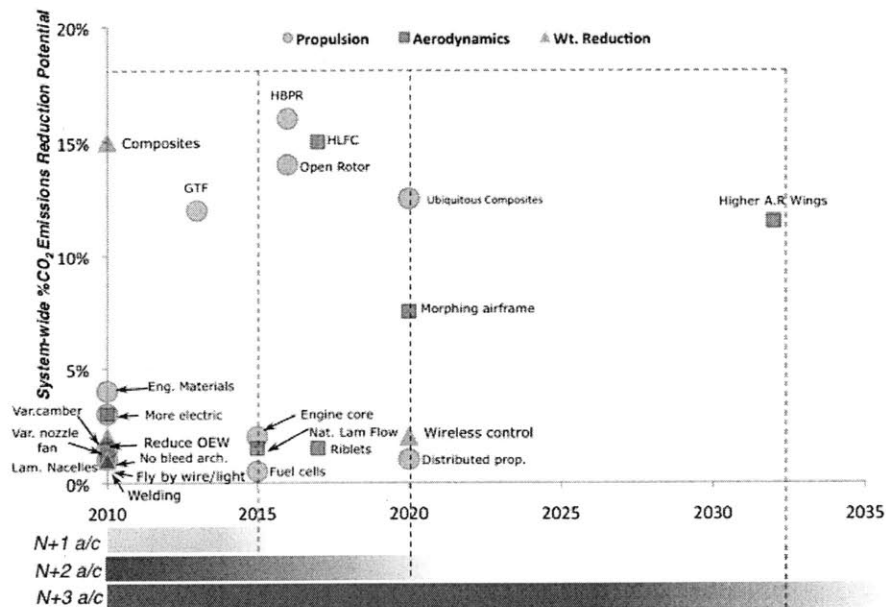 20%
Propulsion Aerodynamics Wt. Reduction
HBPR
15%
Composites
HLFC
Open Rotor
GTF
Ubiquitous Composites
Higher A.R Wings
System-wide %CO₂ Emissions Reduction Potential
10%
Morphing airframe
5%
Eng. Materials
Var.camber
More electric
Engine core
Var. nozzle
fan
Reduce OEW
Nat. Lam Flow
Wireless control
No bleed arch.
Riblets
Lam. Nacelles
Fly by wire/light
Fuel cells
Distributed prop.
0%
Welding
2010 2015 2020 2025 2030 2035
N+1 a/c
N+2 a/c
N+3 a/c